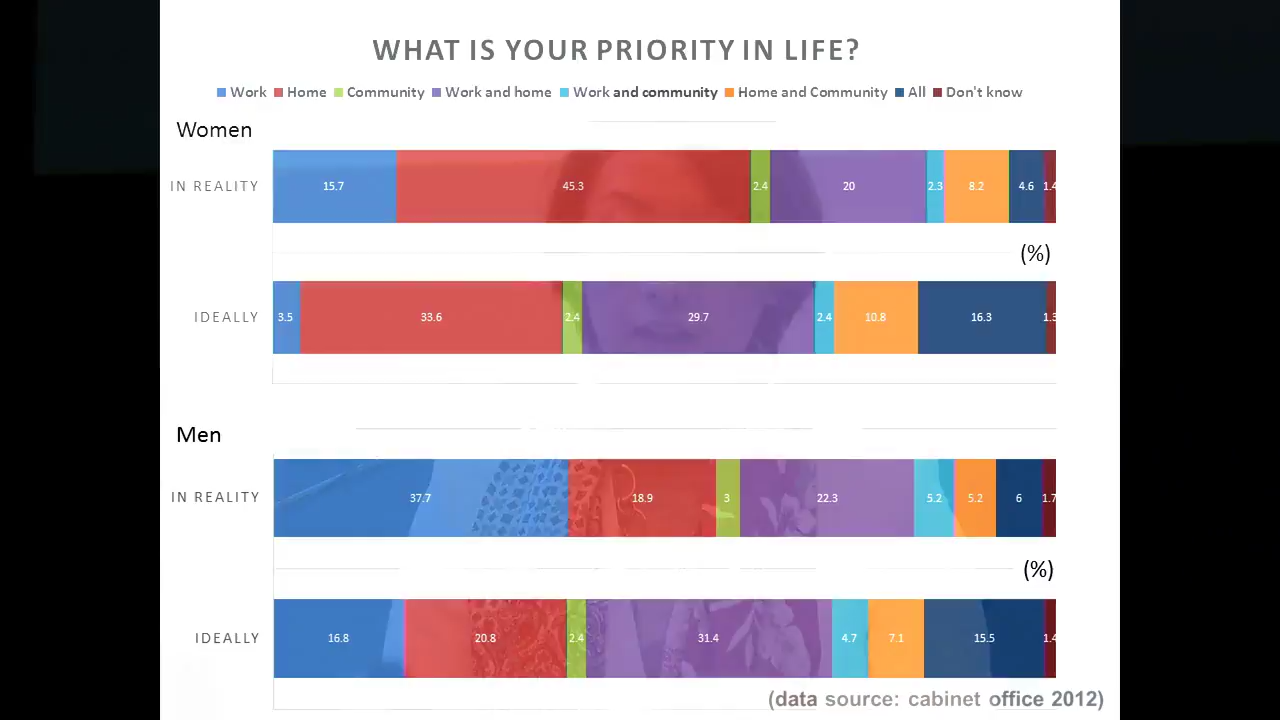 WHAT IS YOUR PRIORITY IN LIFE?
Work Home Community Work and home Work and community Home and Community All Don't know
Women
IN REALITY 15.7 45.3 2.4 20 2.3 8.2 4.6 1.4
(%)
IDEALLY 3.5 33.6 2.4 29.7 2.4 10.8 16.3 1.3
Men
IN REALITY 37.7 18.9 3 22.3 5.2 5.2 6 1.7
(%)
IDEALLY 16.8 20.8 2.4 31.4 4.7 7.1 15.5 1.4
(data source: cabinet office 2012)